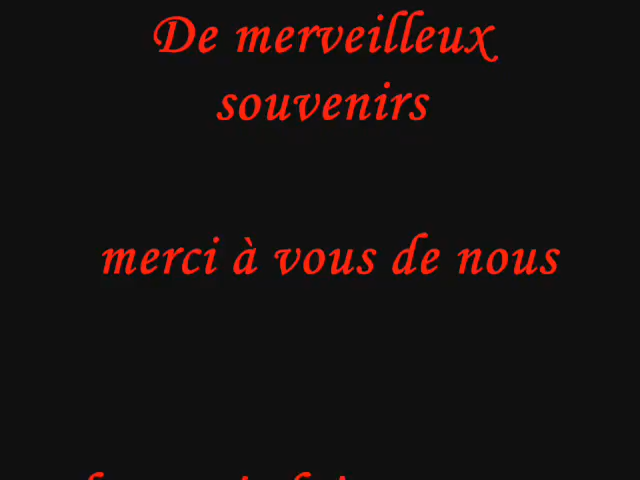 De merveilleux
souvenirs
merci à vous de nous